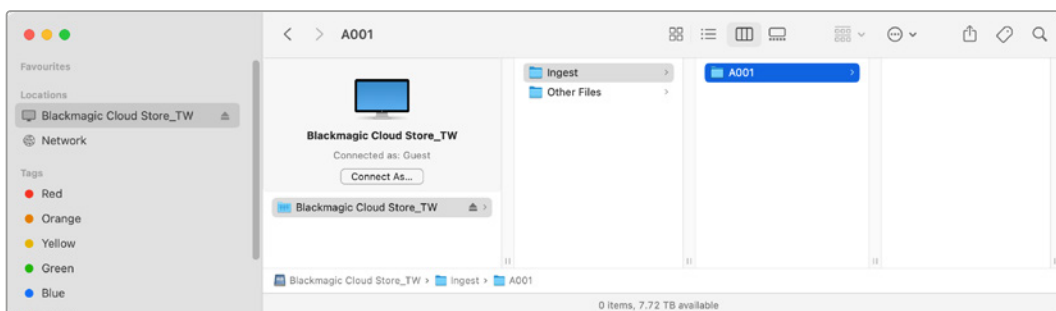 A001
Favourites
Locations
Blackmagic Cloud Store_TW
Network
Tags
Red
Orange
Yellow
Green
Blue
Blackmagic Cloud Store_TW
Connected as: Guest
Connect As...
Blackmagic Cloud Store_TW
Ingest
Other Files
A001
Blackmagic Cloud Store_TW › Ingest › A001
0 items, 7.72 TB available